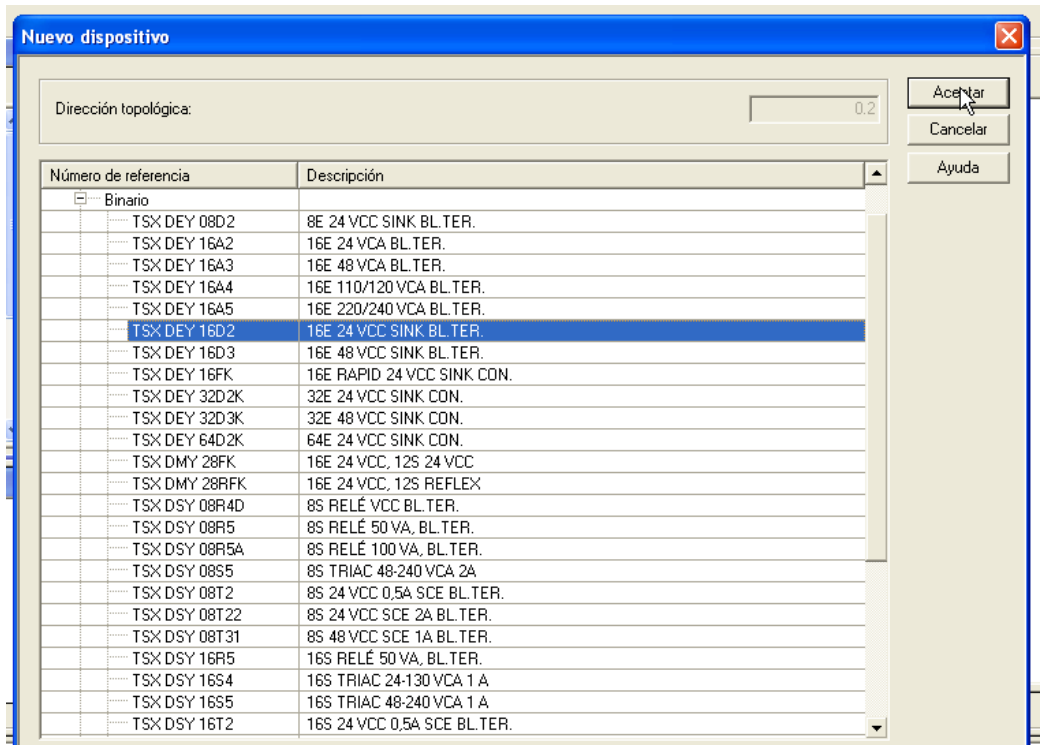 Nuevo dispositivo
Dirección topológica: 0.2
Aceptar
Cancelar
Ayuda
Número de referencia Descripción
Binario
TSX DEY 08D2 8E 24 VCC SINK BL.TER.
TSX DEY 16A2 16E 24 VCA BL.TER.
TSX DEY 16A3 16E 48 VCA BL.TER.
TSX DEY 16A4 16E 110/120 VCA BL.TER.
TSX DEY 16A5 16E 220/240 VCA BL.TER.
TSX DEY 16D2 16E 24 VCC SINK BL.TER.
TSX DEY 16D3 16E 48 VCC SINK BL.TER.
TSX DEY 16FK 16E RAPID 24 VCC SINK CON.
TSX DEY 32D2K 32E 24 VCC SINK CON.
TSX DEY 32D3K 32E 48 VCC SINK CON.
TSX DEY 64D2K 64E 24 VCC SINK CON.
TSX DMY 28FK 16E 24 VCC, 12S 24 VCC
TSX DMY 28RFK 16E 24 VCC, 12S REFLEX
TSX DSY 08R4D 8S RELÉ VCC BL.TER.
TSX DSY 08R5 8S RELÉ 50 VA, BL.TER.
TSX DSY 08R5A 8S RELÉ 100 VA, BL.TER.
TSX DSY 08S5 8S TRIAC 48-240 VCA 2A
TSX DSY 08T2 8S 24 VCC 0,5A SCE BL.TER.
TSX DSY 08T22 8S 24 VCC SCE 2A BL.TER.
TSX DSY 08T31 8S 48 VCC SCE 1A BL.TER.
TSX DSY 16R5 16S RELÉ 50 VA, BL.TER.
TSX DSY 16S4 16S TRIAC 24-130 VCA 1 A
TSX DSY 16S5 16S TRIAC 48-240 VCA 1 A
TSX DSY 16T2 16S 24 VCC 0,5A SCE BL.TER.